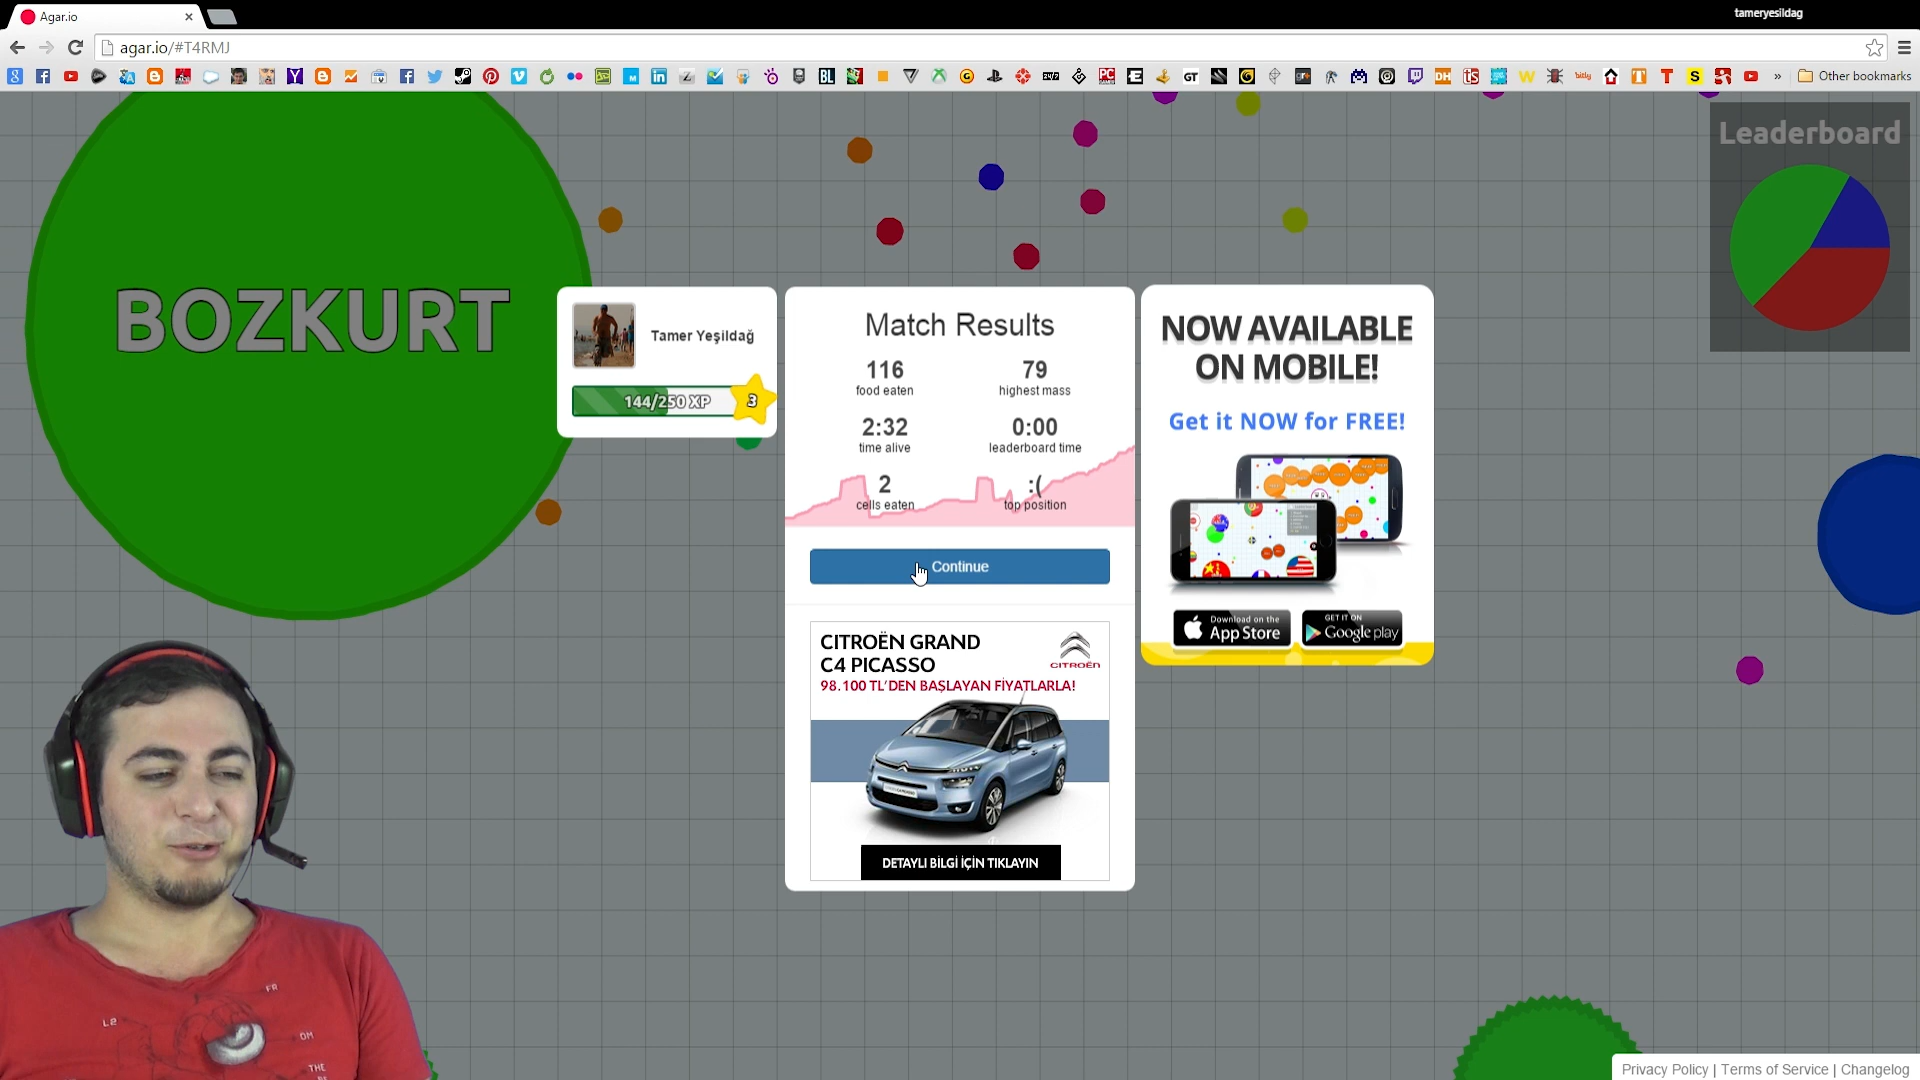 Agar.io
tameryesildag
agar.io/#T4RMJ
Other bookmarks
BOZKURT
Leaderboard
Tamer Yeşildağ
144/250 XP
3
Match Results
116
food eaten
79
highest mass
2:32
time alive
0:00
leaderboard time
2
cells eaten
:(
top position
Continue
CITROËN GRAND
C4 PICASSO
CITROËN
98.100 TL'DEN BAŞLAYAN FİYATLARLA!
DETAYLI BİLGİ İÇİN TIKLAYIN
NOW AVAILABLE
ON MOBILE!
Get it NOW for FREE!
Download on the
App Store
GET IT ON
Google play
FR
L2
OM
THE
Privacy Policy | Terms of Service | Changelog